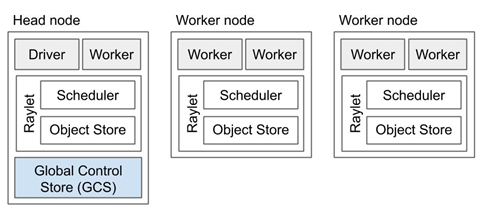 Head node
Driver
Worker
Raylet
Scheduler
Object Store
Global Control
Store (GCS)
Worker node
Worker
Worker
Raylet
Scheduler
Object Store
Worker node
Worker
Worker
Raylet
Scheduler
Object Store